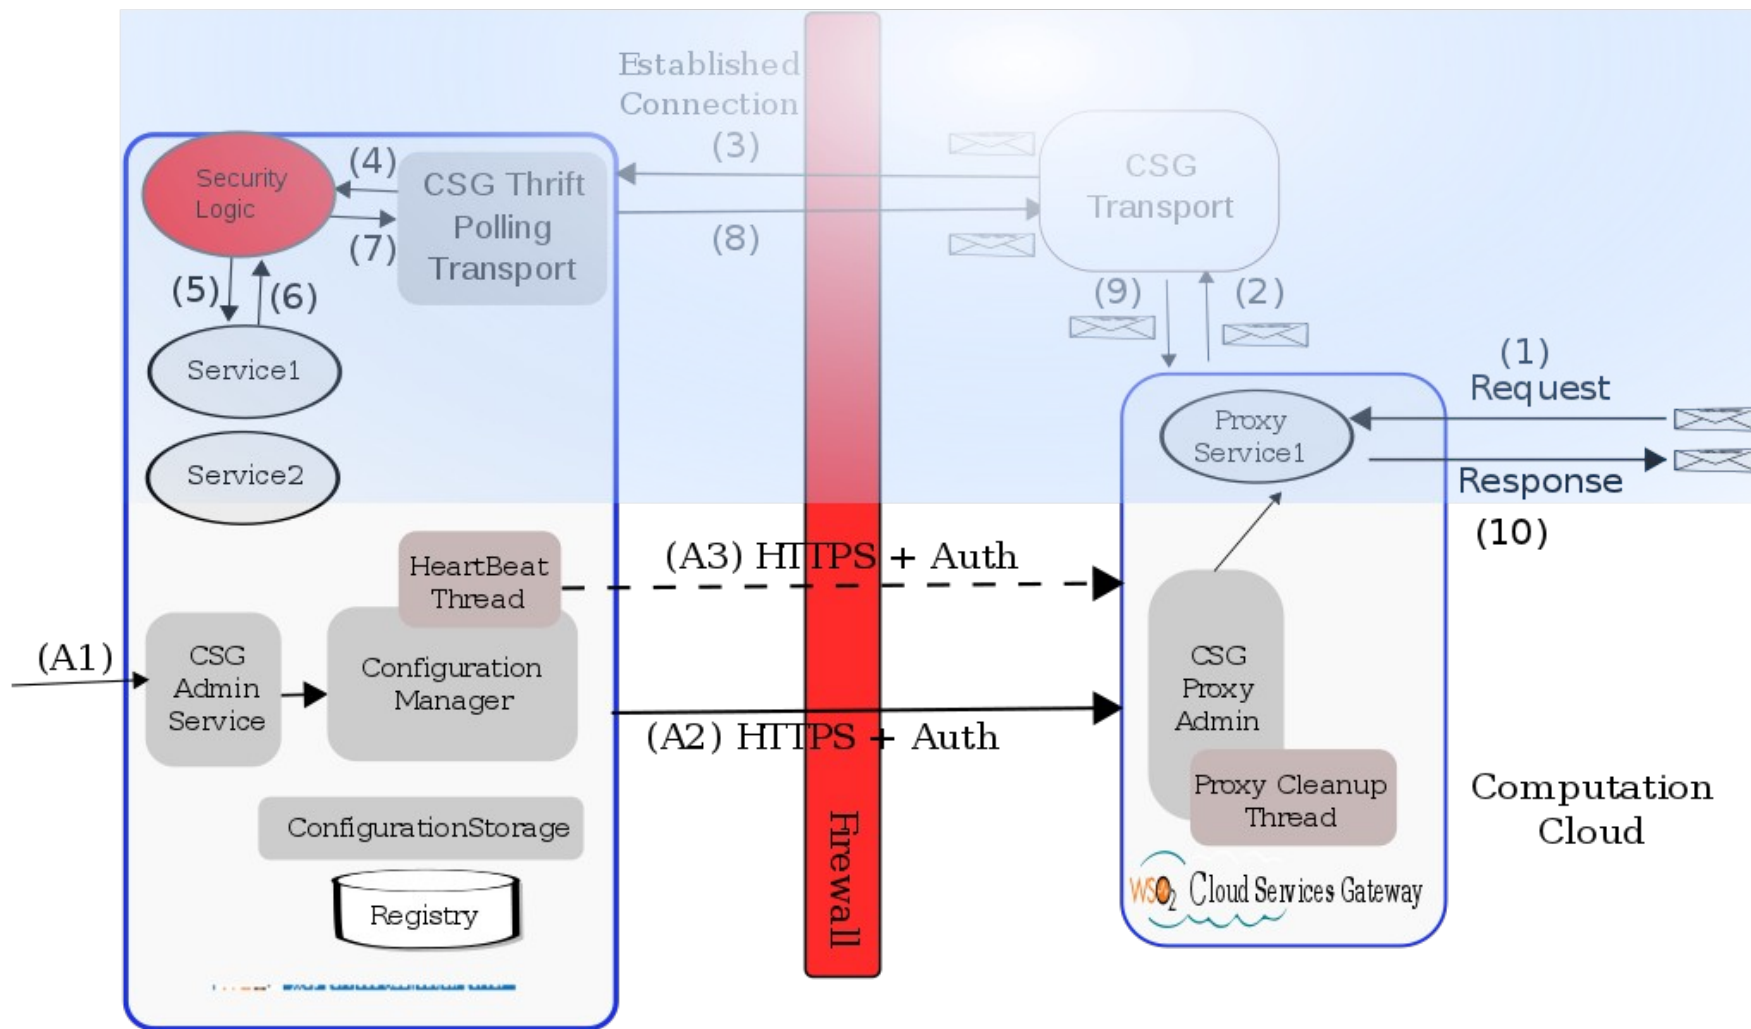 Established
Connection
(3)
(8)
Security
Logic
(4)
(7)
CSG Thrift
Polling
Transport
(5)
(6)
Service1
Service2
CSG
Transport
(9)
(2)
(1)
Request
Proxy
Service1
Response
(10)
HeartBeat
Thread
(A3) HTTPS + Auth
(A1)
CSG
Admin
Service
Configuration
Manager
(A2) HTTPS + Auth
CSG
Proxy
Admin
Proxy Cleanup
Thread
Computation
Cloud
ConfigurationStorage
Registry
Firewall
WSO2 Cloud Services Gateway